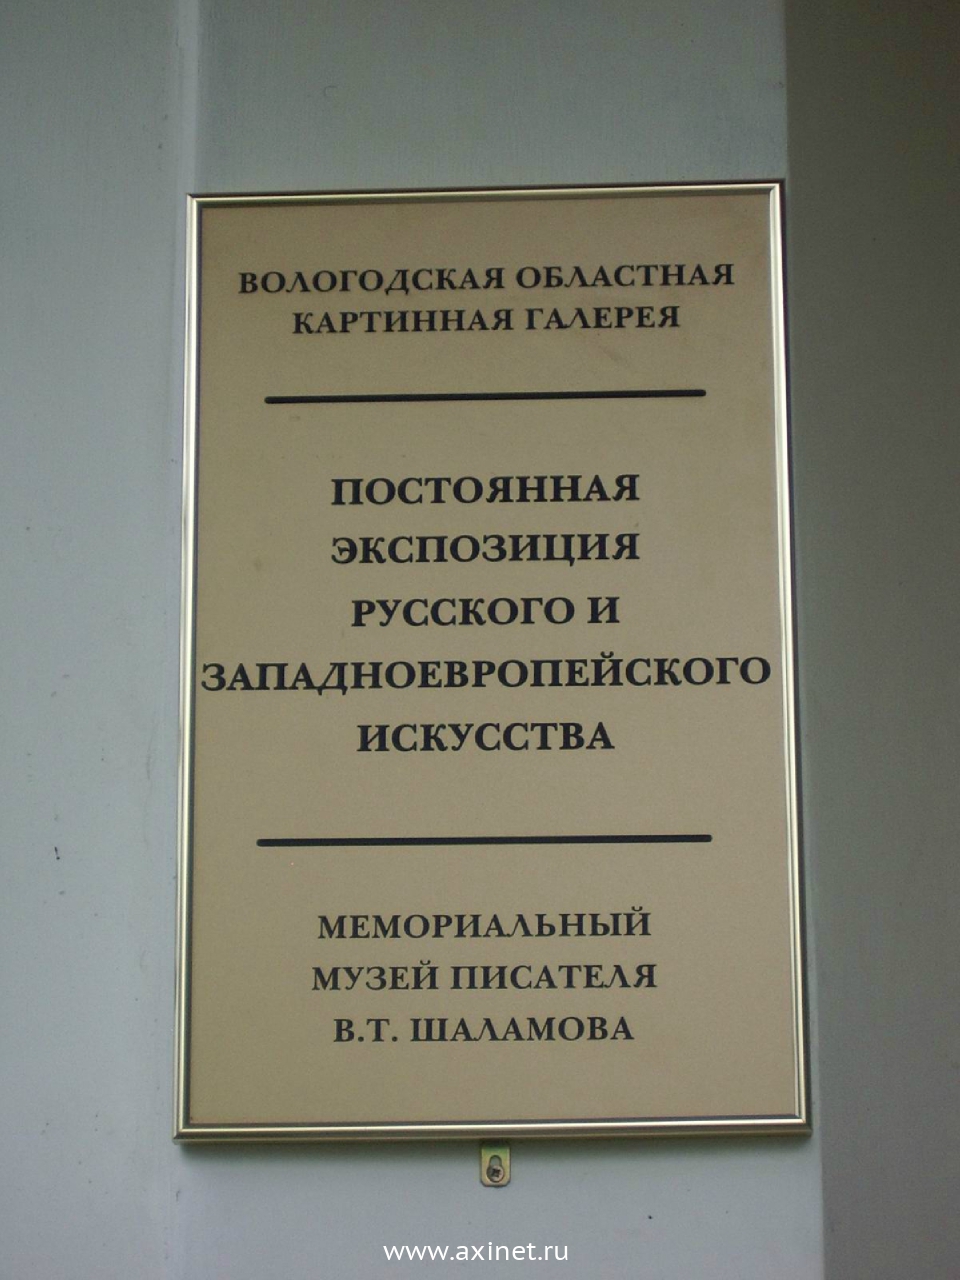 ВОЛОГОДСКАЯ ОБЛАСТНАЯ
КАРТИННАЯ ГАЛЕРЕЯ
ПОСТОЯННАЯ
ЭКСПОЗИЦИЯ
РУССКОГО И
ЗАПАДНОЕВРОПЕЙСКОГО
ИСКУССТВА
МЕМОРИАЛЬНЫЙ
МУЗЕЙ ПИСАТЕЛЯ
В.Т. ШАЛАМОВА
www.axinet.ru